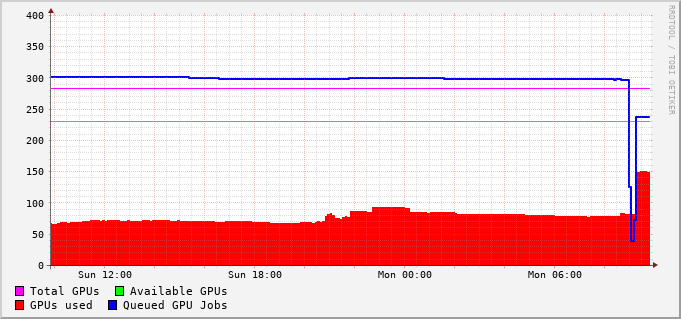 400
350
300
250
200
150
100
50
0
Sun 12:00 Sun 18:00 Mon 00:00 Mon 06:00
Total GPUs Available GPUs
GPUs used Queued GPU Jobs
RRDTOOL / TOBI OETIKER